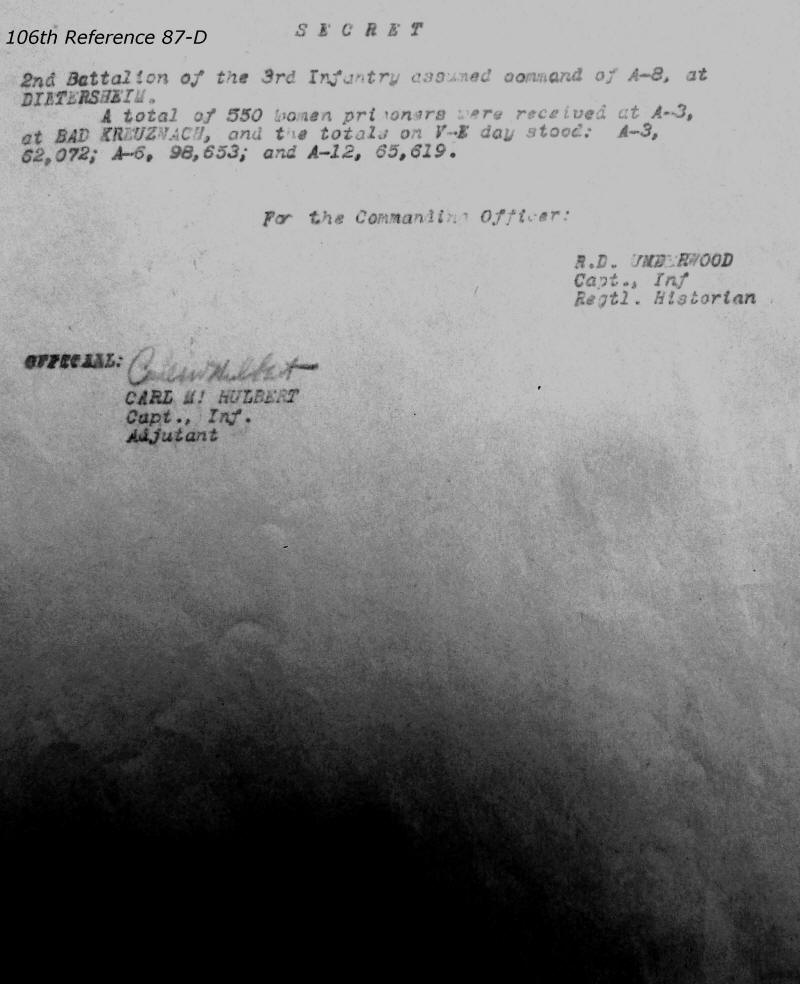 106th Reference 87-D
S E C R E T
2nd Battalion of the 3rd Infantry assumed command of A-8, at
DIETERSHEIM.
A total of 550 women prisoners were received at A-3,
at BAD KREUZNACH, and the totals on V-E day stood: A-3,
62,072; A-6, 98,653; and A-12, 65,619.
For the Commanding Officer:
R.D. UNDERWOOD
Capt., Inf
Regtl. Historian
OFFICIAL:
CARL M. HULBERT
Capt., Inf.
Adjutant